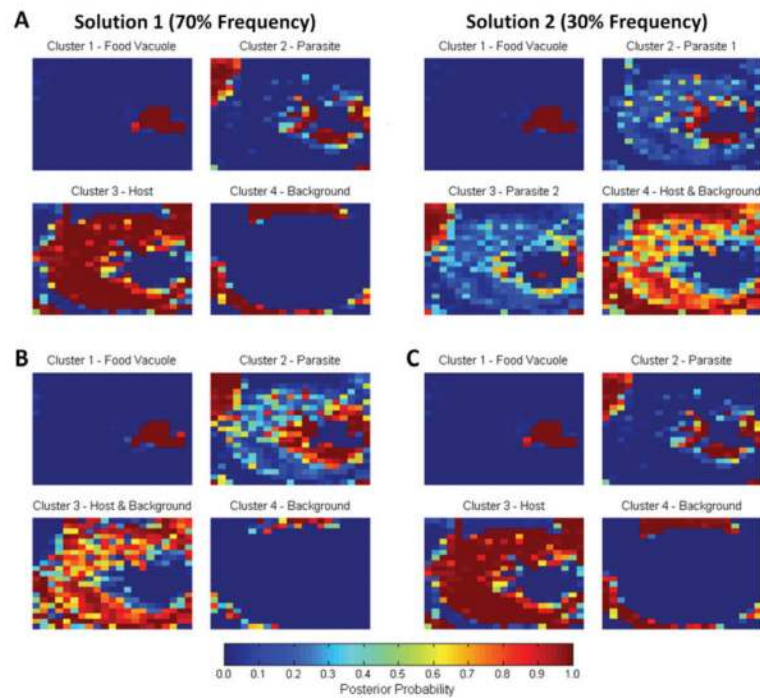 A
Solution 1 (70% Frequency)
Solution 2 (30% Frequency)
Cluster 1 - Food Vacuole
Cluster 2 - Parasite
Cluster 1 - Food Vacuole
Cluster 2 - Parasite 1
Cluster 3 - Host
Cluster 4 - Background
Cluster 3 - Parasite 2
Cluster 4 - Host & Background
B
Cluster 1 - Food Vacuole
Cluster 2 - Parasite
C
Cluster 1 - Food Vacuole
Cluster 2 - Parasite
Cluster 3 - Host & Background
Cluster 4 - Background
Cluster 3 - Host
Cluster 4 - Background
0.0 0.1 0.2 0.3 0.4 0.5 0.6 0.7 0.8 0.9 1.0
Posterior Probability